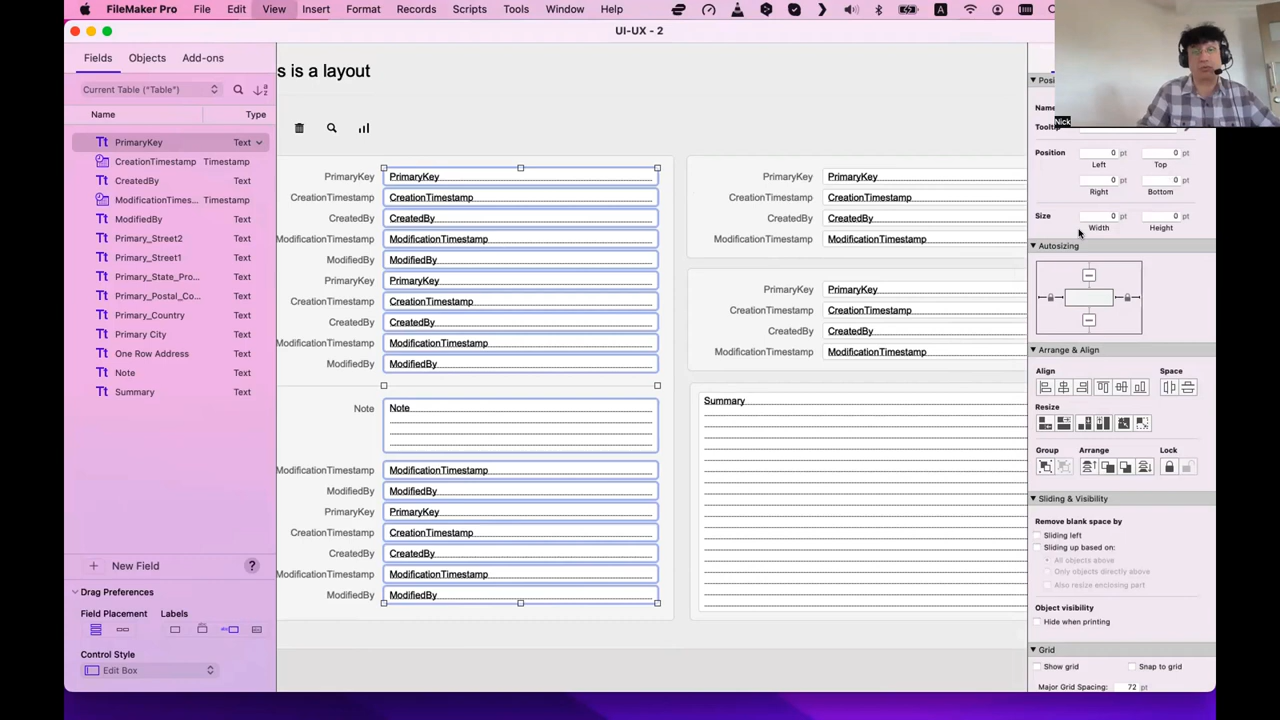 FileMaker Pro File Edit View Insert Format Records Scripts Tools Window Help A
UI-UX - 2
Fields Objects Add-ons
Current Table (“Table”)
Name Type
PrimaryKey Text
CreationTimestamp Timestamp
CreatedBy Text
ModificationTimes... Timestamp
ModifiedBy Text
Primary_Street2 Text
Primary_Street1 Text
Primary_State_Pro... Text
Primary_Postal_Co... Text
Primary_Country Text
Primary City Text
One Row Address Text
Note Text
Summary Text
+ New Field ?
Drag Preferences
Field Placement Labels
Control Style
Edit Box
s is a layout
PrimaryKey PrimaryKey
CreationTimestamp CreationTimestamp
CreatedBy CreatedBy
ModificationTimestamp ModificationTimestamp
ModifiedBy ModifiedBy
PrimaryKey PrimaryKey
CreationTimestamp CreationTimestamp
CreatedBy CreatedBy
ModificationTimestamp ModificationTimestamp
ModifiedBy ModifiedBy
Note Note
ModificationTimestamp ModificationTimestamp
ModifiedBy ModifiedBy
PrimaryKey PrimaryKey
CreationTimestamp CreationTimestamp
CreatedBy CreatedBy
ModificationTimestamp ModificationTimestamp
ModifiedBy ModifiedBy
PrimaryKey PrimaryKey
CreationTimestamp CreationTimestamp
CreatedBy CreatedBy
ModificationTimestamp ModificationTimestamp
PrimaryKey PrimaryKey
CreationTimestamp CreationTimestamp
CreatedBy CreatedBy
ModificationTimestamp ModificationTimestamp
Summary
Nick
Posi
Name
Tooltip
Position 0 pt 0 pt
Left Top
0 pt 0 pt
Right Bottom
Size 0 pt 0 pt
Width Height
Autosizing
Arrange & Align
Align Space
Resize
Group Arrange Lock
Sliding & Visibility
Remove blank space by
Sliding left
Sliding up based on:
All objects above
Only objects directly above
Also resize enclosing part
Object visibility
Hide when printing
Grid
Show grid Snap to grid
Major Grid Spacing: 72 pt